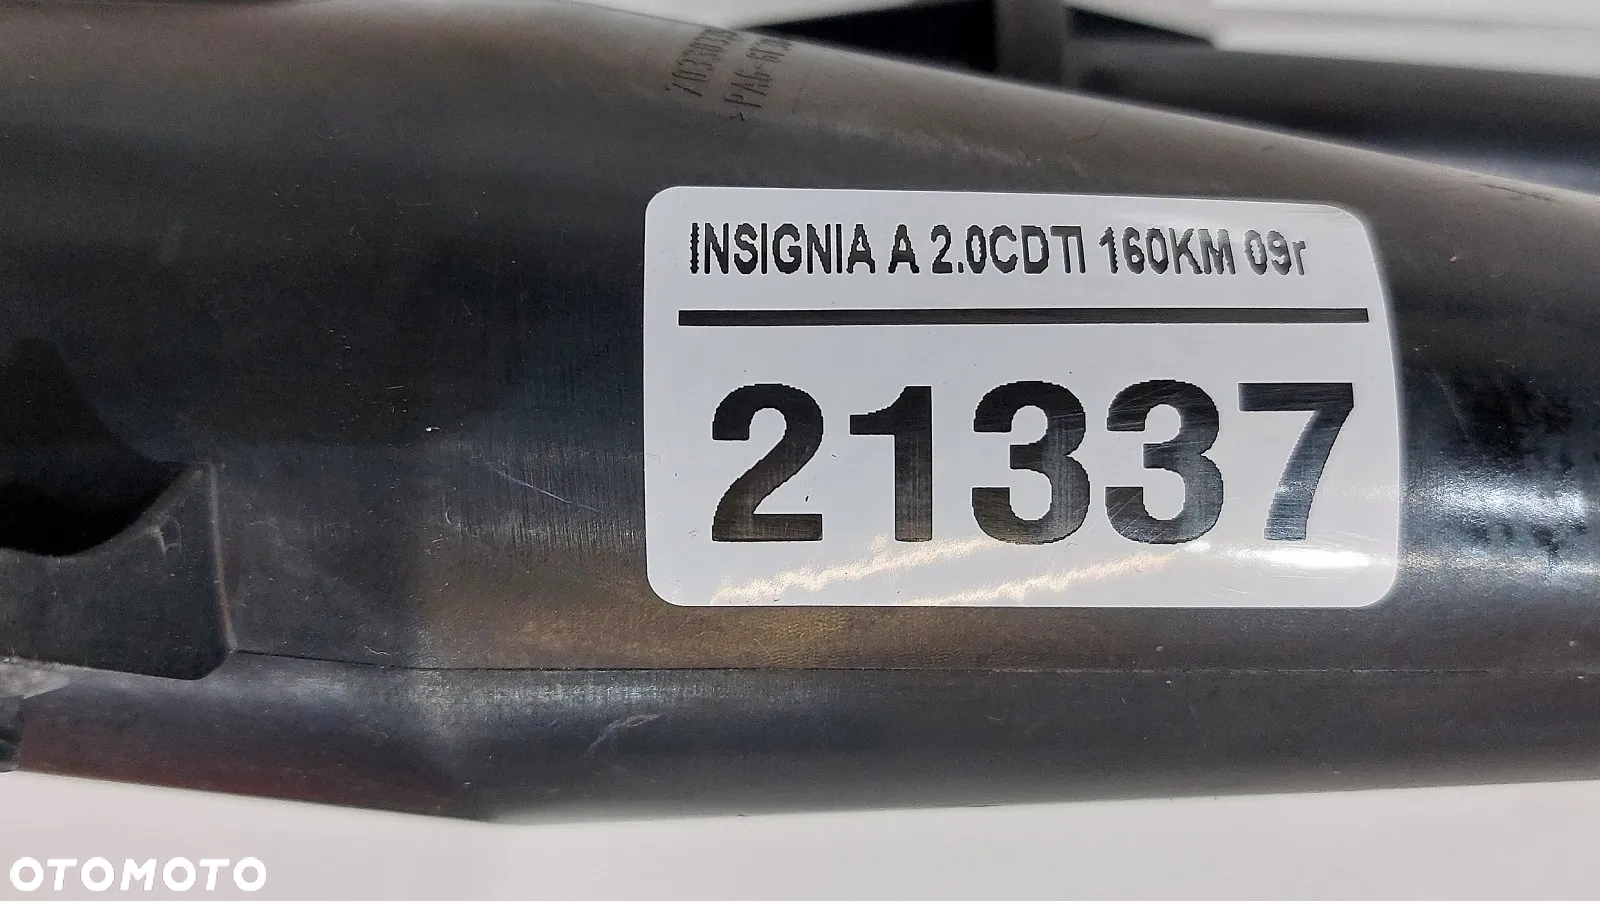 INSIGNIA A 2.0CDTI 160KM 09r
21337
OTOMOTO